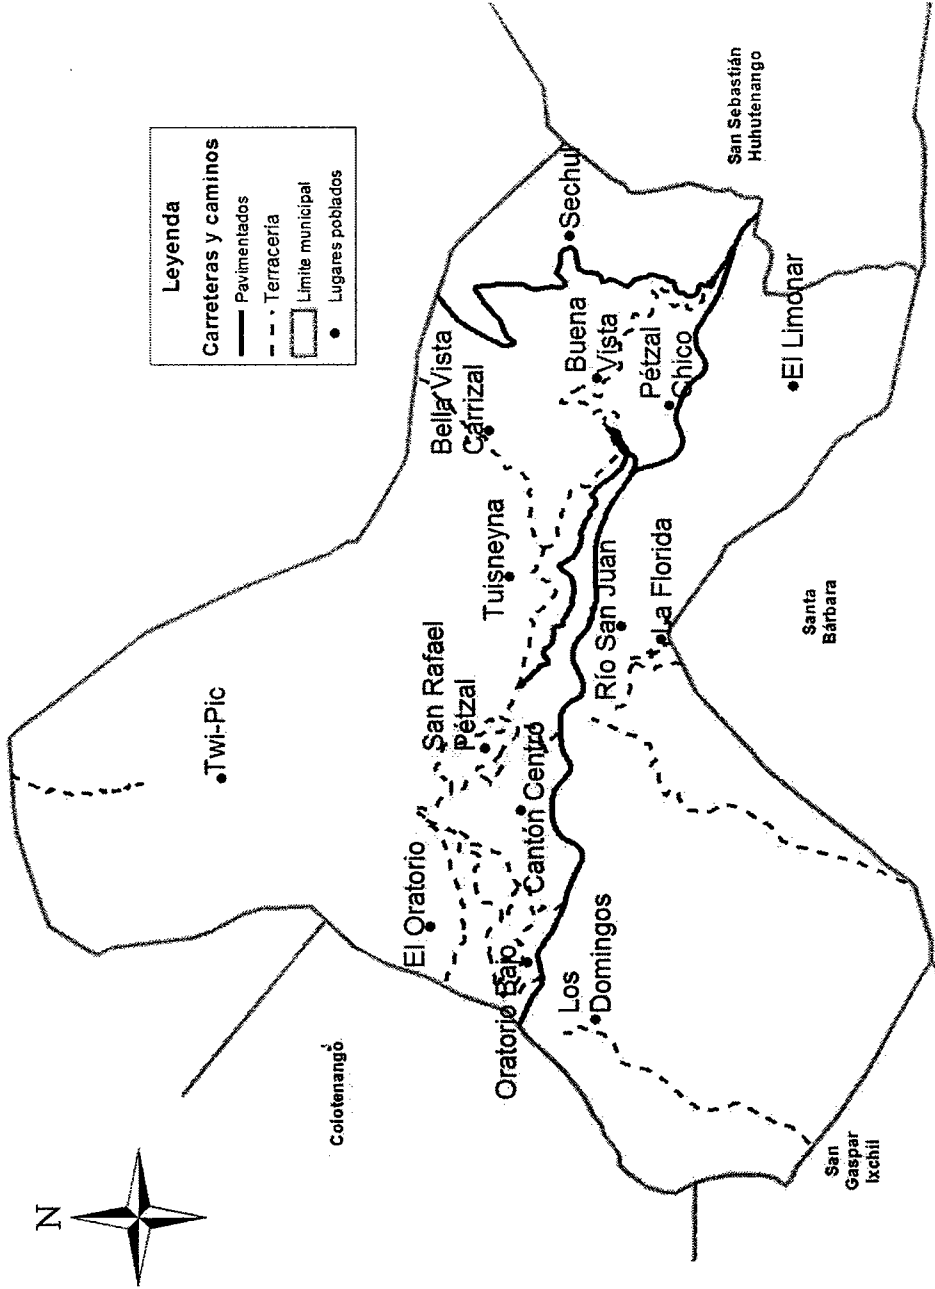 N
Leyenda
Carreteras y caminos
Pavimentados
Terracería
Límite municipal
Lugares poblados
Twi-Pic
El Oratorio
San Rafael
Pétzal
Tuisneyna
Bella Vista
Carrizal
Sechul
Buena
Vista
Pétzal
Chico
Cantón Centro
Oratorio Bajo
Los
Domingos
Río San Juan
La Florida
El Limonar
Colotenango
San Sebastián
Huhutenango
Santa
Bárbara
San
Gaspar
Ixchil